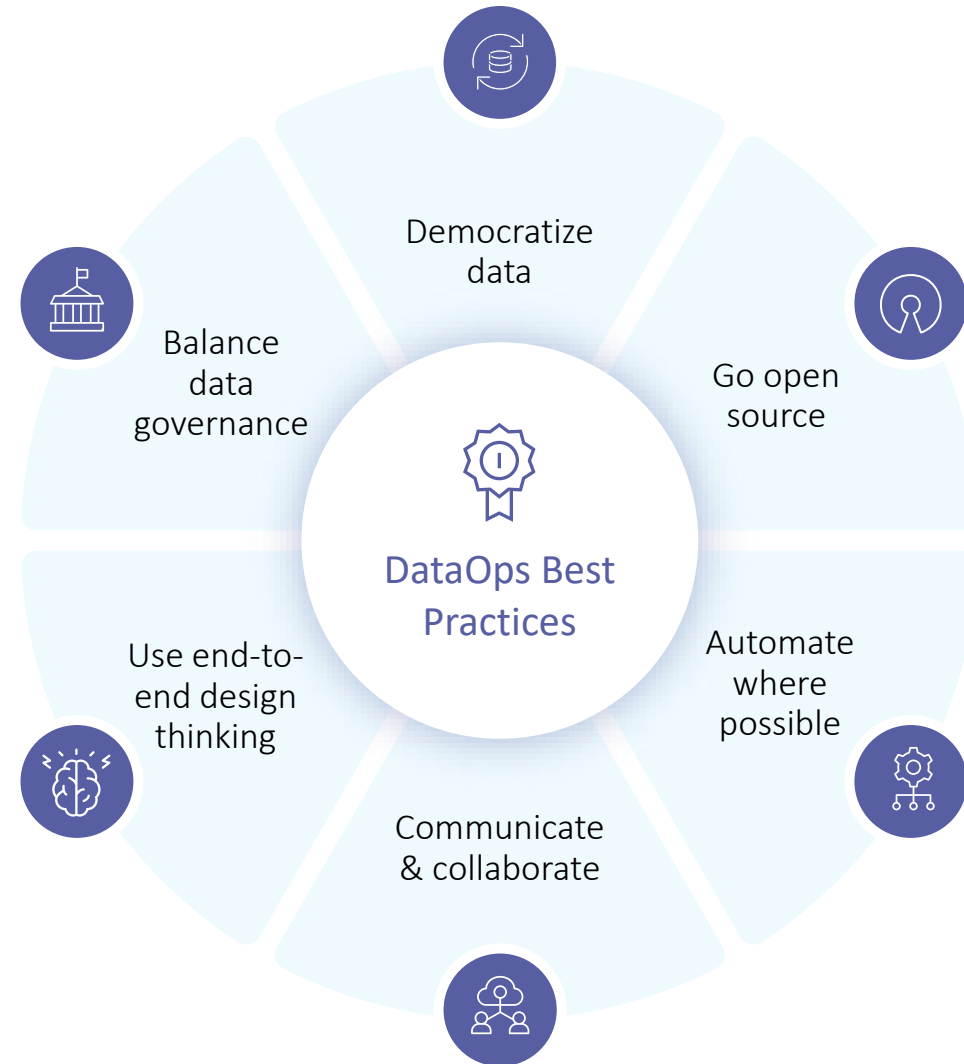 Democratize
data
Go open
source
Automate
where
possible
Communicate
& collaborate
Use end-to-
end design
thinking
Balance
data
governance
DataOps Best
Practices